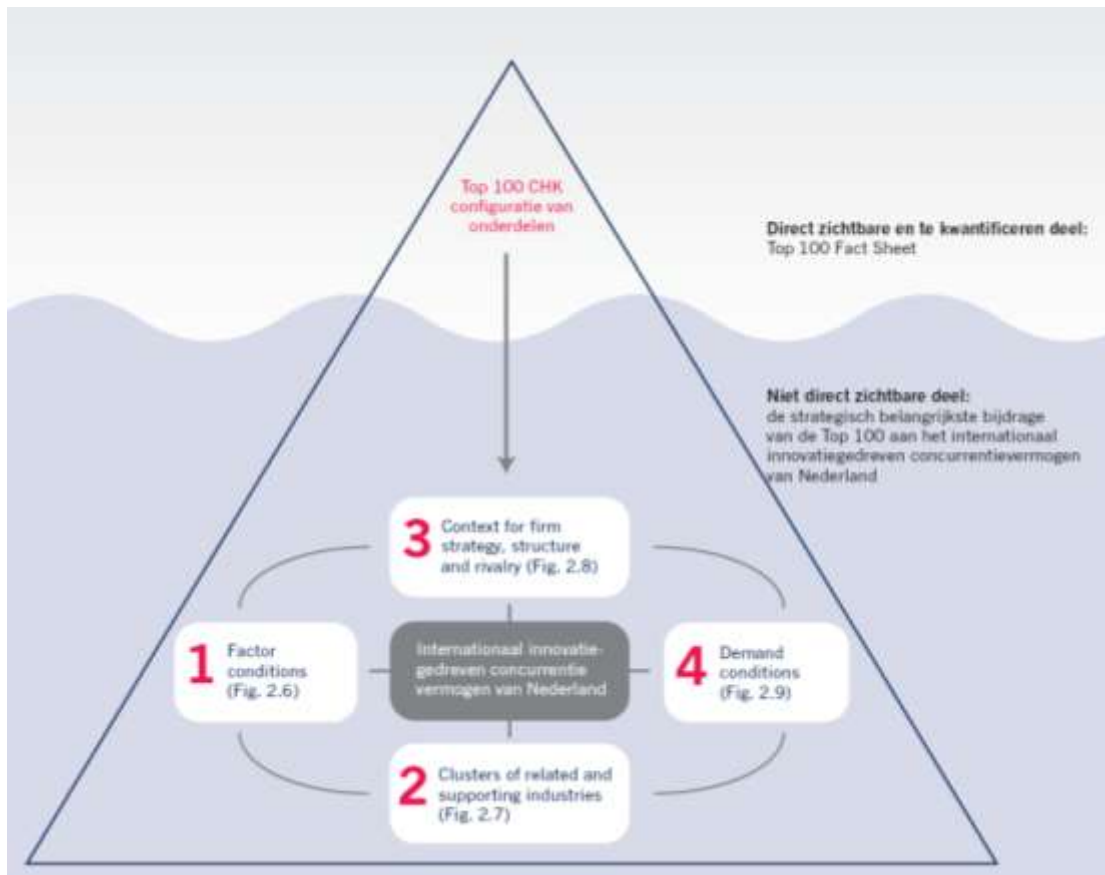 Top 100 CHK
configuratie van
onderdelen
Direct zichtbare en te kwantificeren deel:
Top 100 Fact Sheet
Niet direct zichtbare deel:
de strategisch belangrijkste bijdrage
van de Top 100 aan het internationaal
innovatiegedreven concurrentievermogen
van Nederland
3 Context for firm
strategy, structure
and rivalry (Fig. 2.8)
1 Factor
conditions
(Fig. 2.6)
Internationaal innovatie-
gedreven concurrentie
vermogen van Nederland
4 Demand
conditions
(Fig. 2.9)
2 Clusters of related and
supporting industries
(Fig. 2.7)